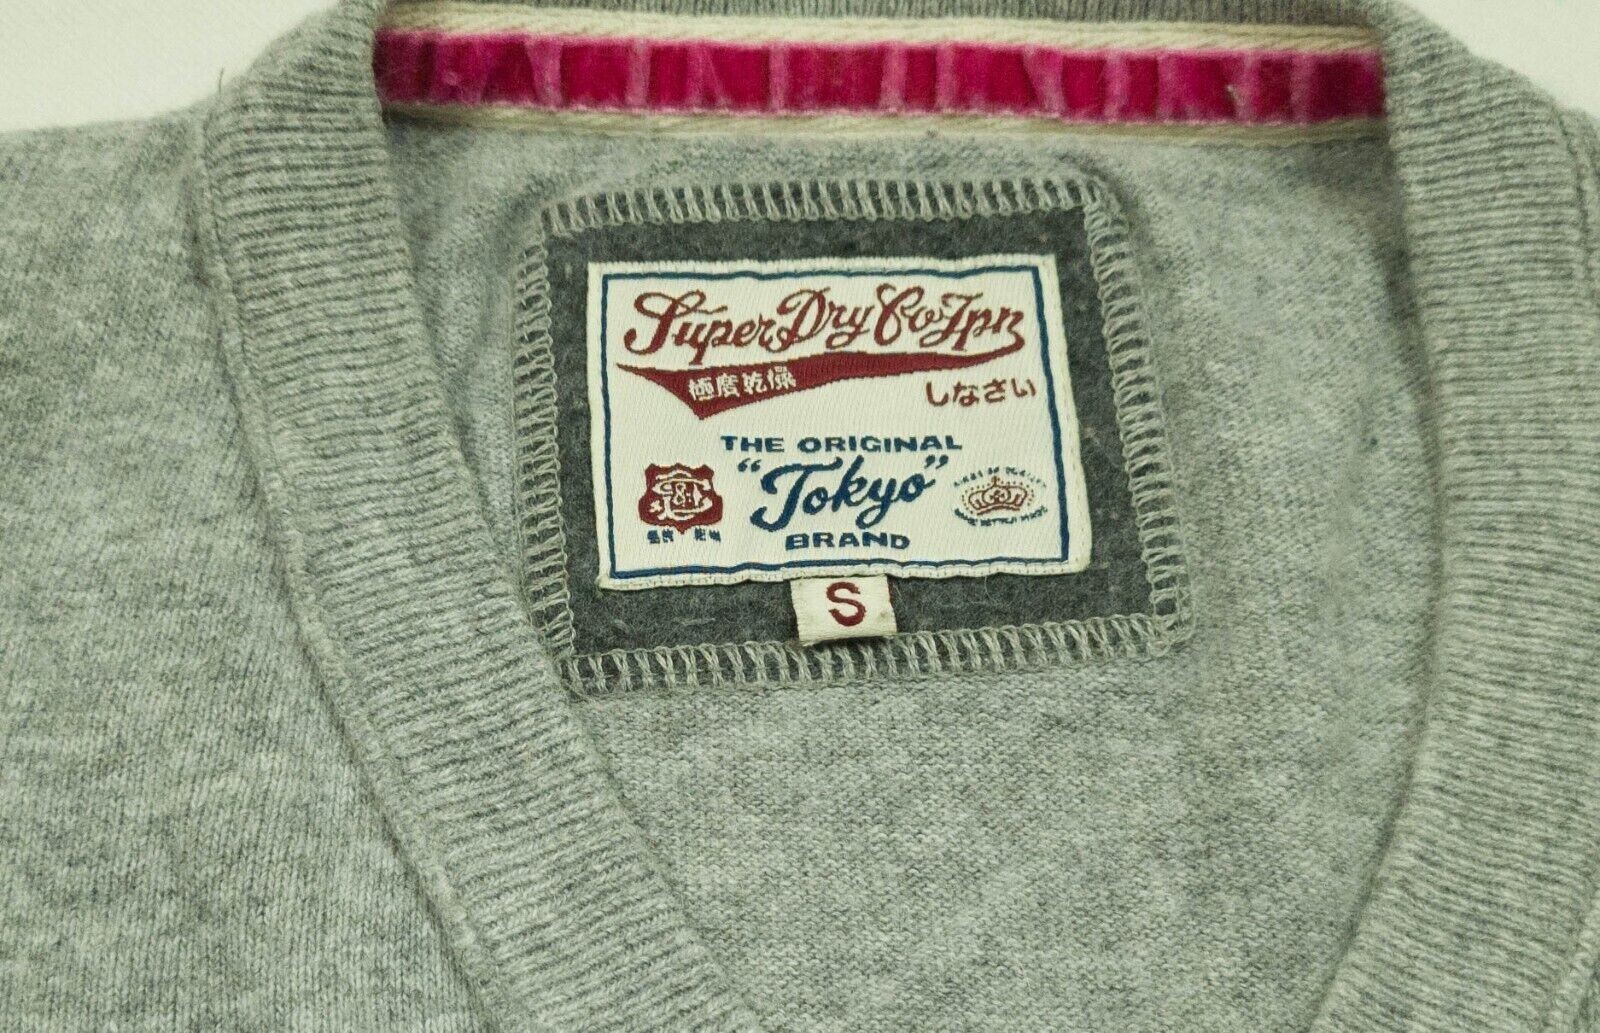 SuperDry Co Jpn
極度乾燥
しなさい
THE ORIGINAL
"Tokyo"
BRAND
S